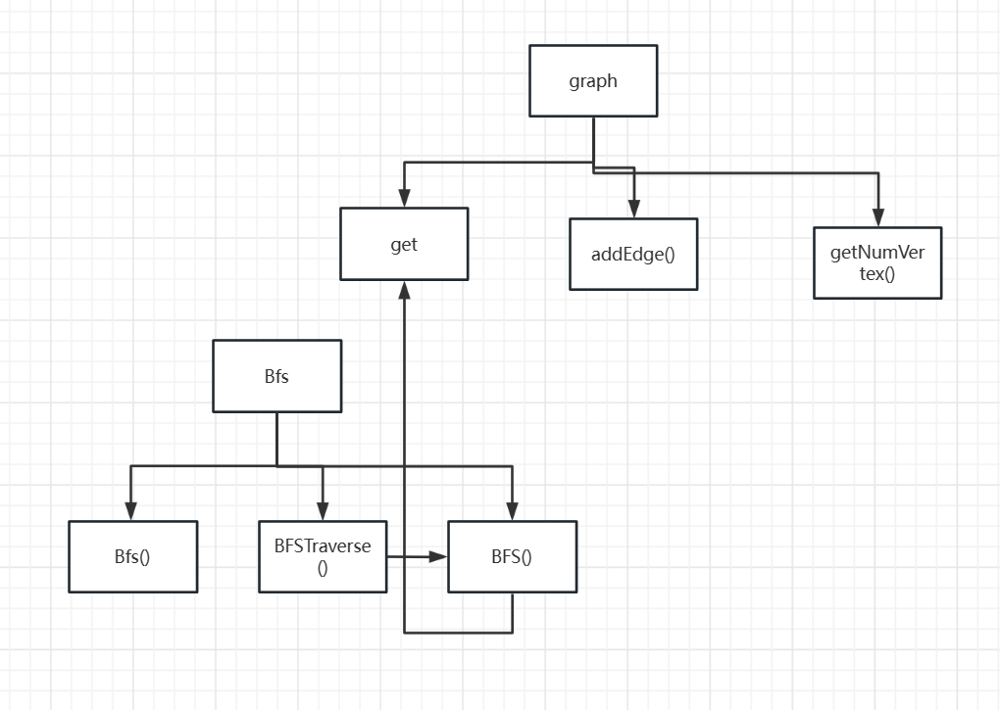 graph
get
addEdge()
getNumVer
tex()
Bfs
Bfs()
BFSTraverse
()
BFS()